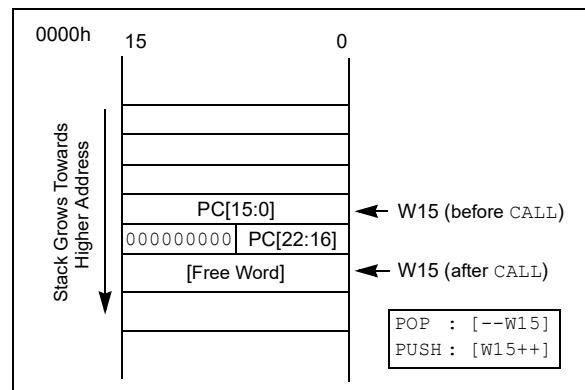 0000h
15
0
Stack Grows Towards
Higher Address
PC[15:0]
W15 (before CALL)
000000000
PC[22:16]
[Free Word]
W15 (after CALL)
POP : [--W15]
PUSH : [W15++]